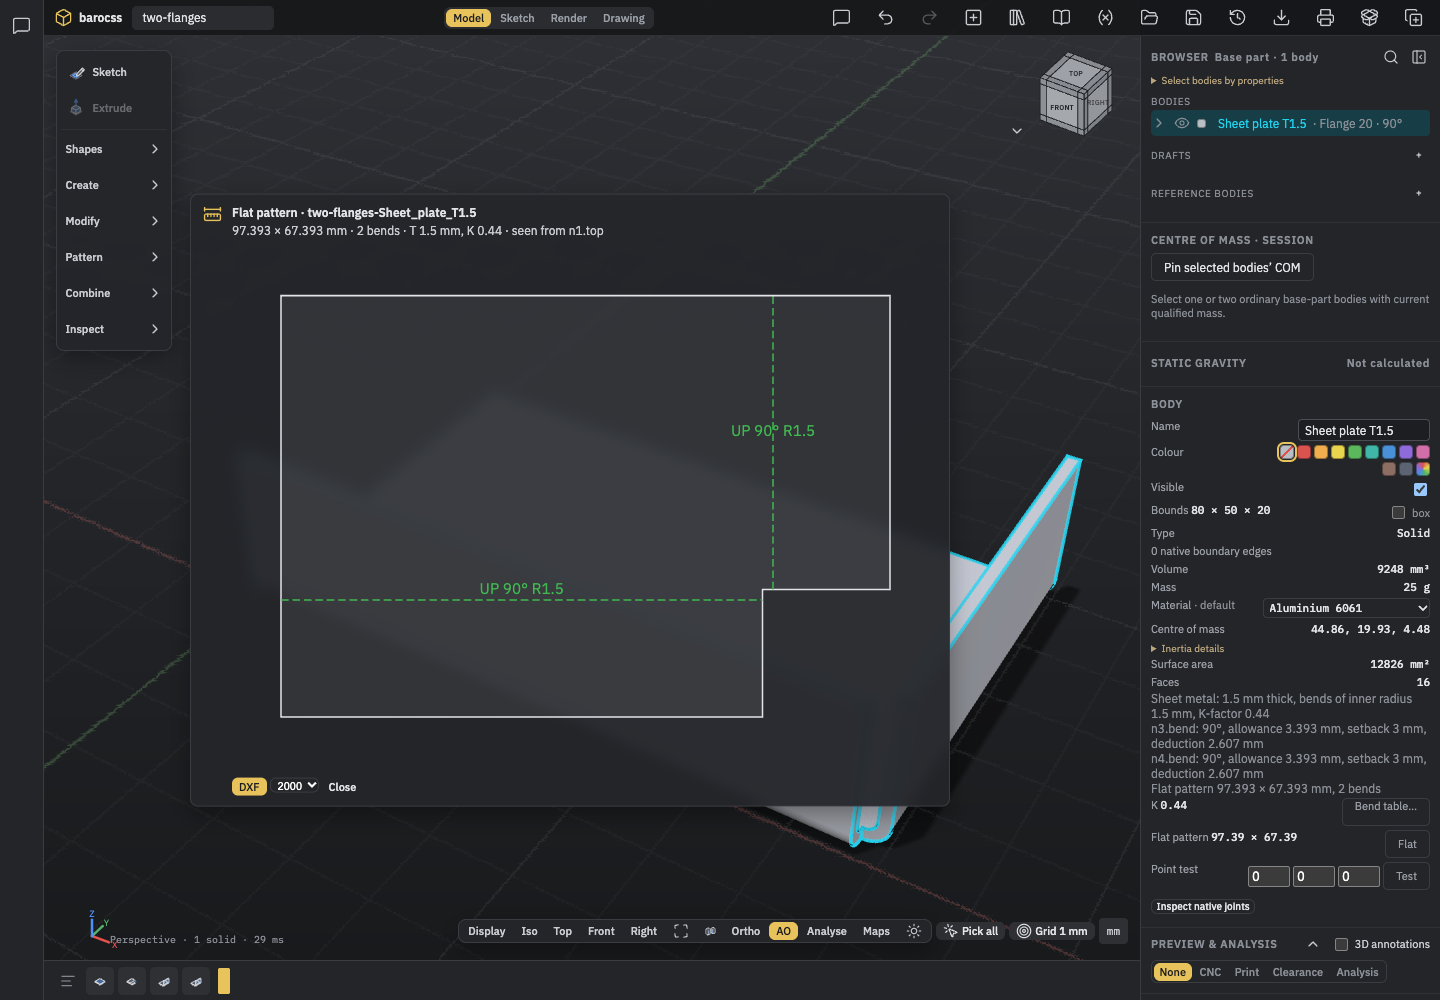 barocss
two-flanges
Model Sketch Render Drawing
Sketch
Extrude
Shapes
Create
Modify
Pattern
Combine
Inspect
TOP
FRONT
RIGHT
Flat pattern · two-flanges-Sheet_plate_T1.5
97.393 × 67.393 mm · 2 bends · T 1.5 mm, K 0.44 · seen from n1.top
UP 90° R1.5
UP 90° R1.5
DXF 2000 Close
Z
Y
X
Perspective · 1 solid · 29 ms
Display Iso Top Front Right Ortho AO Analyse Maps Pick all Grid 1 mm mm
BROWSER Base part · 1 body
Select bodies by properties
BODIES
Sheet plate T1.5 · Flange 20 · 90°
DRAFTS +
REFERENCE BODIES +
CENTRE OF MASS · SESSION
Pin selected bodies’ COM
Select one or two ordinary base-part bodies with current
qualified mass.
STATIC GRAVITY Not calculated
BODY
Name Sheet plate T1.5
Colour
Visible
Bounds 80 × 50 × 20 box
Type Solid
0 native boundary edges
Volume 9248 mm³
Mass 25 g
Material · default Aluminium 6061
Centre of mass 44.86, 19.93, 4.48
Inertia details
Surface area 12826 mm²
Faces 16
Sheet metal: 1.5 mm thick, bends of inner radius
1.5 mm, K-factor 0.44
n3.bend: 90°, allowance 3.393 mm, setback 3 mm,
deduction 2.607 mm
n4.bend: 90°, allowance 3.393 mm, setback 3 mm,
deduction 2.607 mm
Flat pattern 97.393 × 67.393 mm, 2 bends
K 0.44 Bend table...
Flat pattern 97.39 × 67.39 Flat
Point test 0 0 0 Test
Inspect native joints
PREVIEW & ANALYSIS 3D annotations
None CNC Print Clearance Analysis